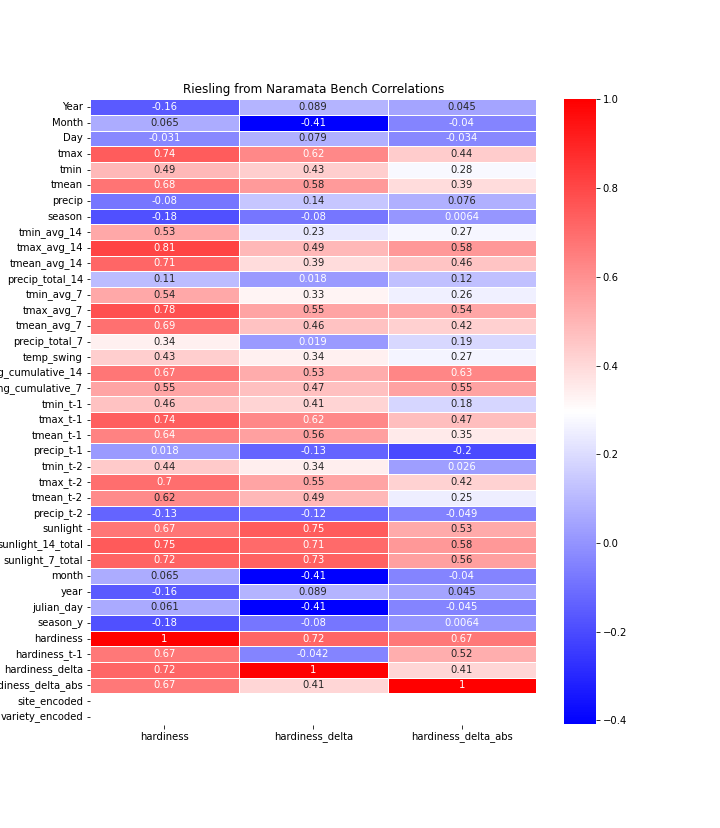 Riesling from Naramata Bench Correlations
Year -0.16 0.089 0.045
Month 0.065 -0.41 -0.04
Day -0.031 0.079 -0.034
tmax 0.74 0.62 0.44
tmin 0.49 0.43 0.28
tmean 0.68 0.58 0.39
precip -0.08 0.14 0.076
season -0.18 -0.08 0.0064
tmin_avg_14 0.53 0.23 0.27
tmax_avg_14 0.81 0.49 0.58
tmean_avg_14 0.71 0.39 0.46
precip_total_14 0.11 0.018 0.12
tmin_avg_7 0.54 0.33 0.26
tmax_avg_7 0.78 0.55 0.54
tmean_avg_7 0.69 0.46 0.42
precip_total_7 0.34 0.019 0.19
temp_swing 0.43 0.34 0.27
g_cumulative_14 0.67 0.53 0.63
ng_cumulative_7 0.55 0.47 0.55
tmin_t-1 0.46 0.41 0.18
tmax_t-1 0.74 0.62 0.47
tmean_t-1 0.64 0.56 0.35
precip_t-1 0.018 -0.13 -0.2
tmin_t-2 0.44 0.34 0.026
tmax_t-2 0.7 0.55 0.42
tmean_t-2 0.62 0.49 0.25
precip_t-2 -0.13 -0.12 -0.049
sunlight 0.67 0.75 0.53
sunlight_14_total 0.75 0.71 0.58
sunlight_7_total 0.72 0.73 0.56
month 0.065 -0.41 -0.04
year -0.16 0.089 0.045
julian_day 0.061 -0.41 -0.045
season_y -0.18 -0.08 0.0064
hardiness 1 0.72 0.67
hardiness_t-1 0.67 -0.042 0.52
hardiness_delta 0.72 1 0.41
diness_delta_abs 0.67 0.41 1
site_encoded
variety_encoded
hardiness hardiness_delta hardiness_delta_abs
1.0
0.8
0.6
0.4
0.2
0.0
−0.2
−0.4